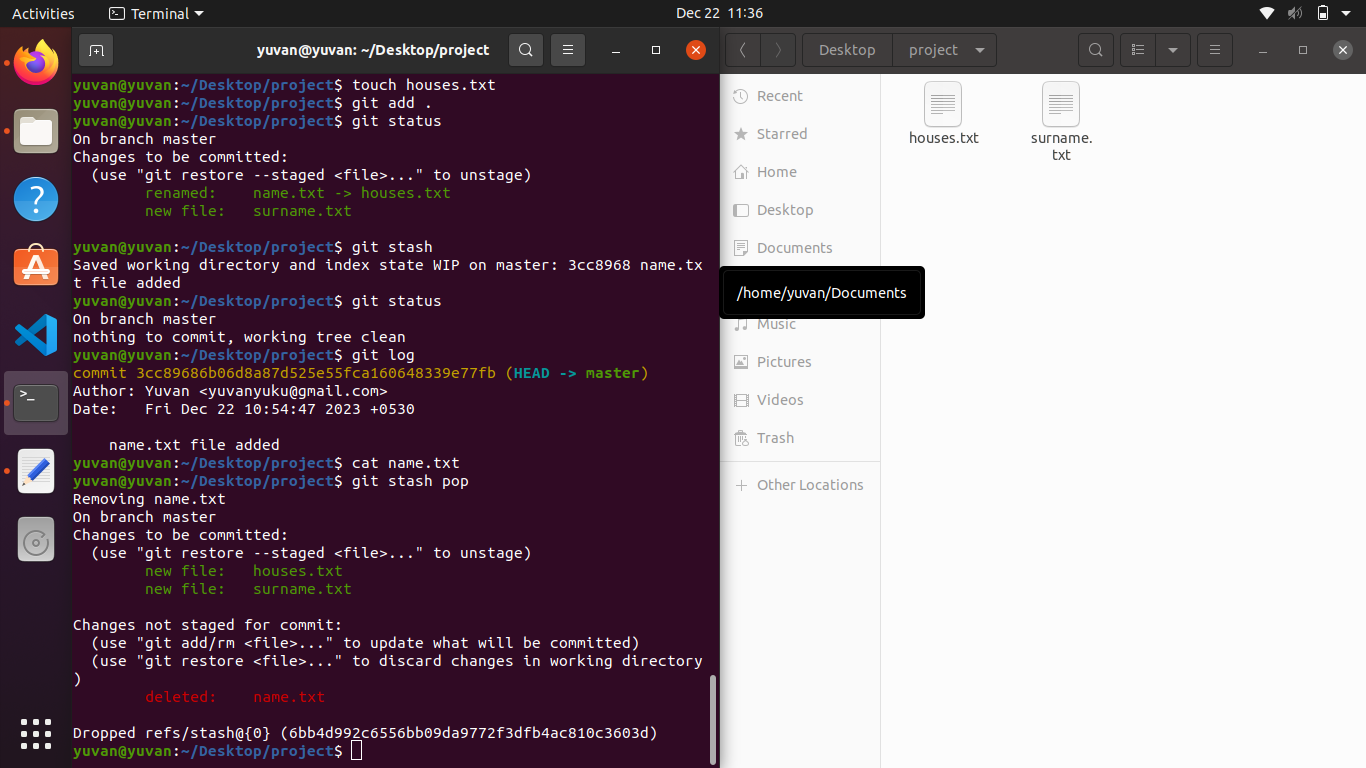 Activities
Terminal
Dec 22 11:36
yuvan@yuvan: ~/Desktop/project
Desktop
project
yuvan@yuvan:~/Desktop/project$ touch houses.txt
yuvan@yuvan:~/Desktop/project$ git add .
yuvan@yuvan:~/Desktop/project$ git status
On branch master
Changes to be committed:
  (use "git restore --staged <file>..." to unstage)
        renamed:    name.txt -> houses.txt
        new file:   surname.txt
yuvan@yuvan:~/Desktop/project$ git stash
Saved working directory and index state WIP on master: 3cc8968 name.tx
t file added
yuvan@yuvan:~/Desktop/project$ git status
On branch master
nothing to commit, working tree clean
yuvan@yuvan:~/Desktop/project$ git log
commit 3cc89686b06d8a87d525e55fca160648339e77fb (HEAD -> master)
Author: Yuvan <yuvanyuku@gmail.com>
Date:   Fri Dec 22 10:54:47 2023 +0530
    name.txt file added
yuvan@yuvan:~/Desktop/project$ cat name.txt
yuvan@yuvan:~/Desktop/project$ git stash pop
Removing name.txt
On branch master
Changes to be committed:
  (use "git restore --staged <file>..." to unstage)
        new file:   houses.txt
        new file:   surname.txt
Changes not staged for commit:
  (use "git add/rm <file>..." to update what will be committed)
  (use "git restore <file>..." to discard changes in working directory
)
        deleted:    name.txt
Dropped refs/stash@{0} (6bb4d992c6556bb09da9772f3dfb4ac810c3603d)
yuvan@yuvan:~/Desktop/project$
Recent
Starred
Home
Desktop
Documents
/home/yuvan/Documents
Music
Pictures
Videos
Trash
Other Locations
houses.txt
surname.
txt